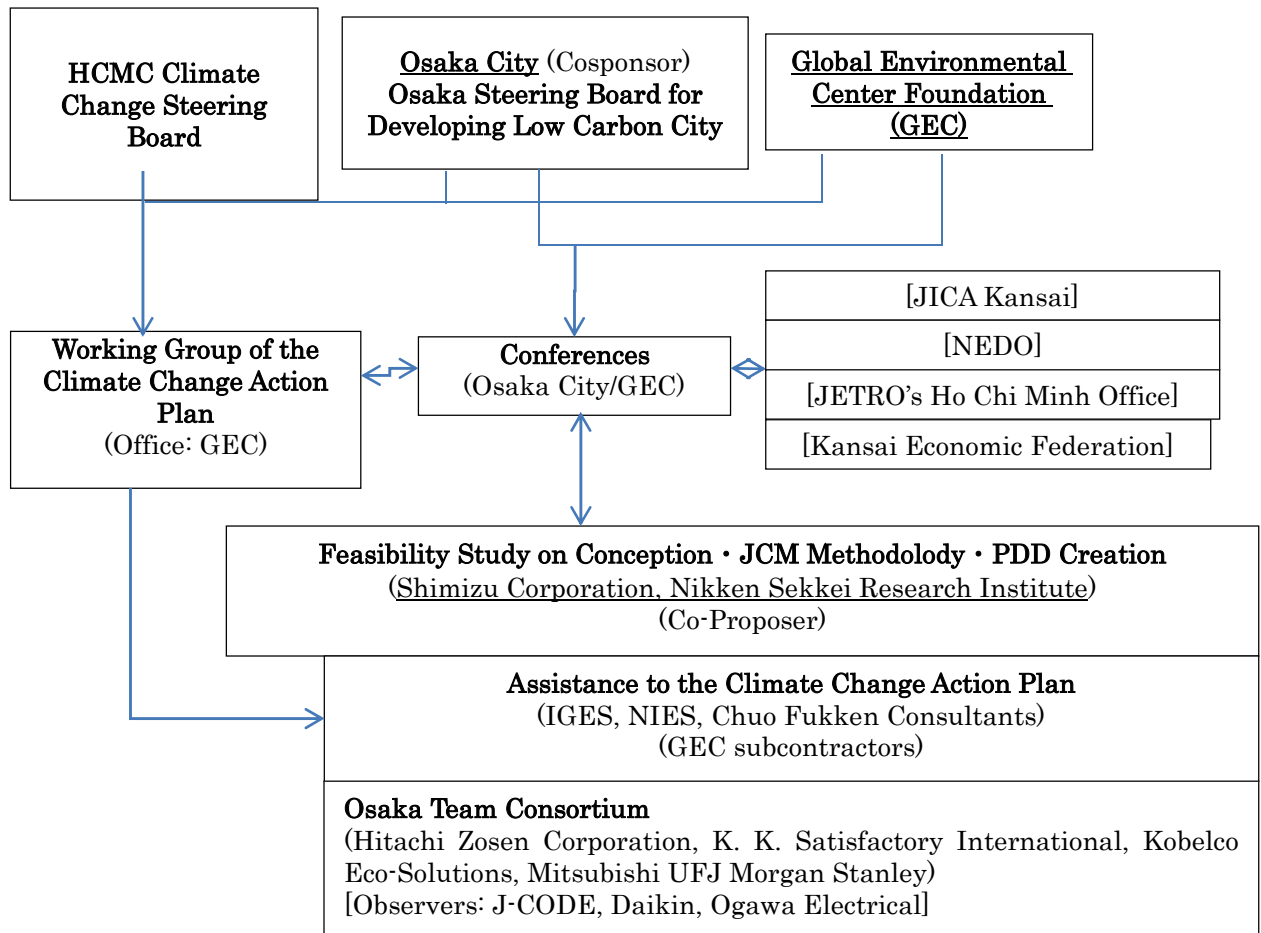 HCMC Climate
Change Steering
Board
Osaka City (Cosponsor)
Osaka Steering Board for
Developing Low Carbon City
Global Environmental
Center Foundation
(GEC)
Working Group of the
Climate Change Action
Plan
(Office: GEC)
Conferences
(Osaka City/GEC)
[JICA Kansai]
[NEDO]
[JETRO’s Ho Chi Minh Office]
[Kansai Economic Federation]
Feasibility Study on Conception・JCM Methodolody・PDD Creation
(Shimizu Corporation, Nikken Sekkei Research Institute)
(Co-Proposer)
Assistance to the Climate Change Action Plan
(IGES, NIES, Chuo Fukken Consultants)
(GEC subcontractors)
Osaka Team Consortium
(Hitachi Zosen Corporation, K. K. Satisfactory International, Kobelco
Eco-Solutions, Mitsubishi UFJ Morgan Stanley)
[Observers: J-CODE, Daikin, Ogawa Electrical]